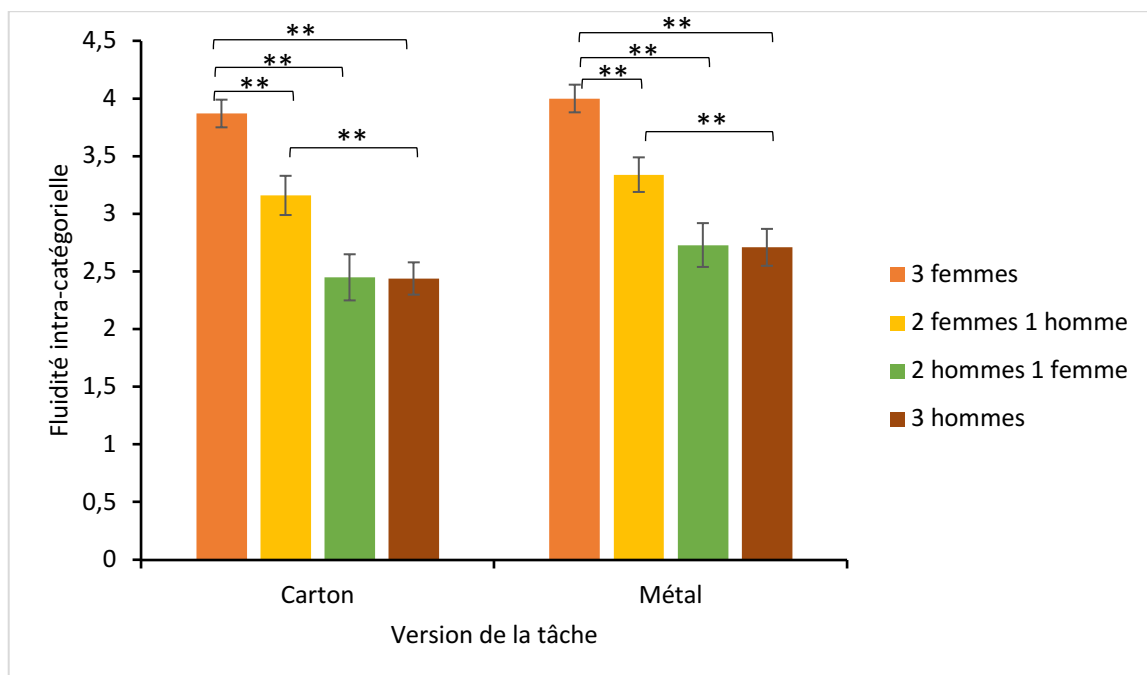 4,5
4
3,5
3
2,5
2
1,5
1
0,5
0
Fluidité intra-catégorielle
**
**
**
**
**
**
**
**
Carton
Métal
Version de la tâche
3 femmes
2 femmes 1 homme
2 hommes 1 femme
3 hommes